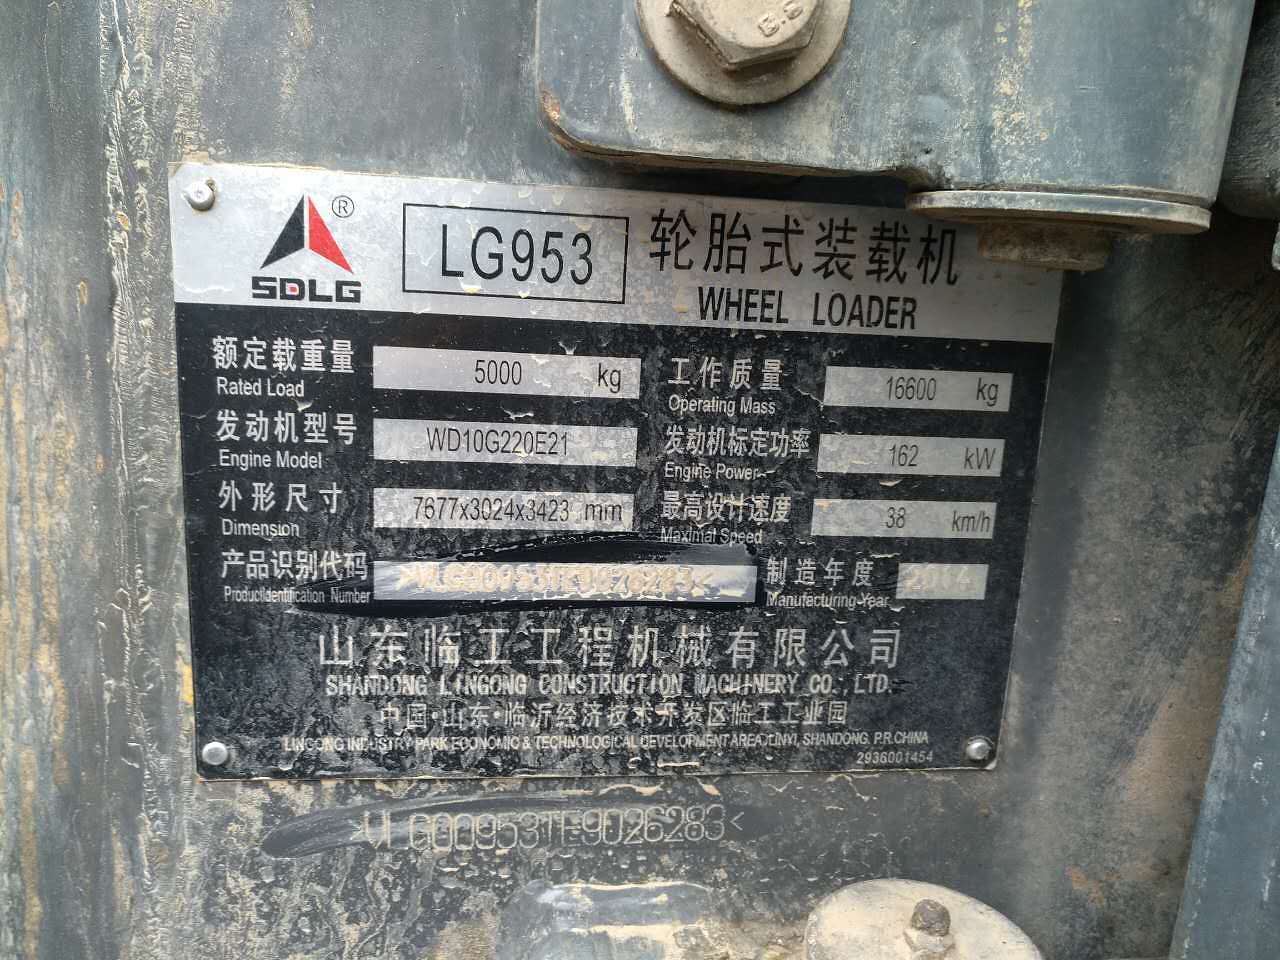 8.8
®
SDLG
LG953
轮胎式装载机
WHEEL LOADER
额定载重量 5000 kg
Rated Load
工作质量 16600 kg
Operating Mass
发动机型号 WD10G220E21
Engine Model
发动机标定功率 162 kW
Engine Power
外形尺寸 7677x3024x3423 mm
Dimension
最高设计速度 38 km/h
Maximal Speed
产品识别代码
Product Identification Number
制造年度 2014
Manufacturing Year
山东临工工程机械有限公司
SHANDONG LINGONG CONSTRUCTION MACHINERY CO.,LTD.
中国·山东·临沂经济技术开发区临工工业园
LINGONG INDUSTRY PARK ECONOMIC & TECHNOLOGICAL DEVELOPMENT AREA LINYI, SHANDONG. P.R.CHINA
2936001454
>VLG00953TE9026283<